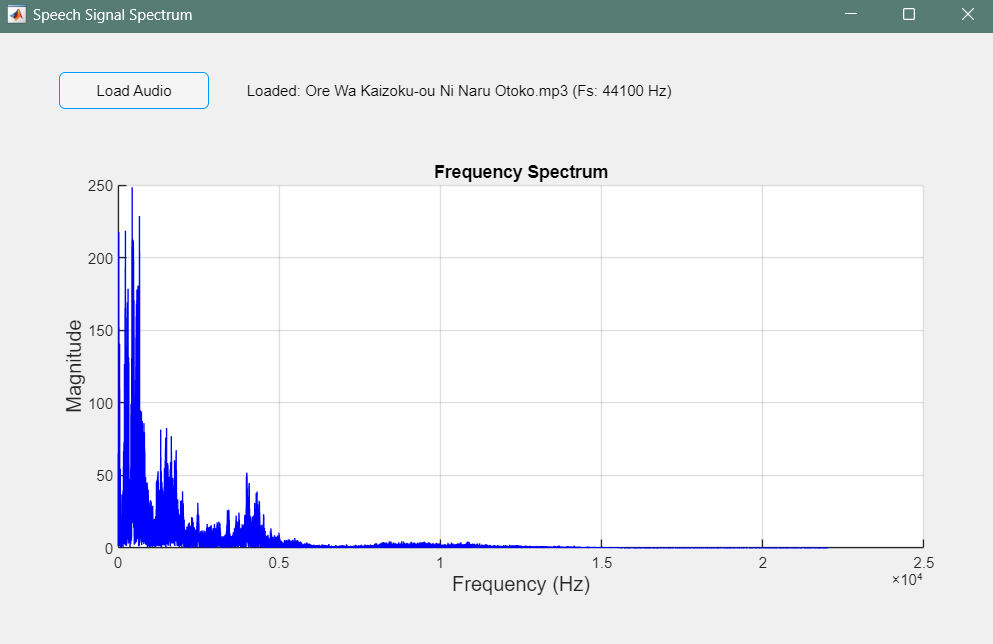 Speech Signal Spectrum
Load Audio
Loaded: Ore Wa Kaizoku-ou Ni Naru Otoko.mp3 (Fs: 44100 Hz)
Frequency Spectrum
250
200
150
100
50
0
Magnitude
0 0.5 1 1.5 2 2.5
×10⁴
Frequency (Hz)